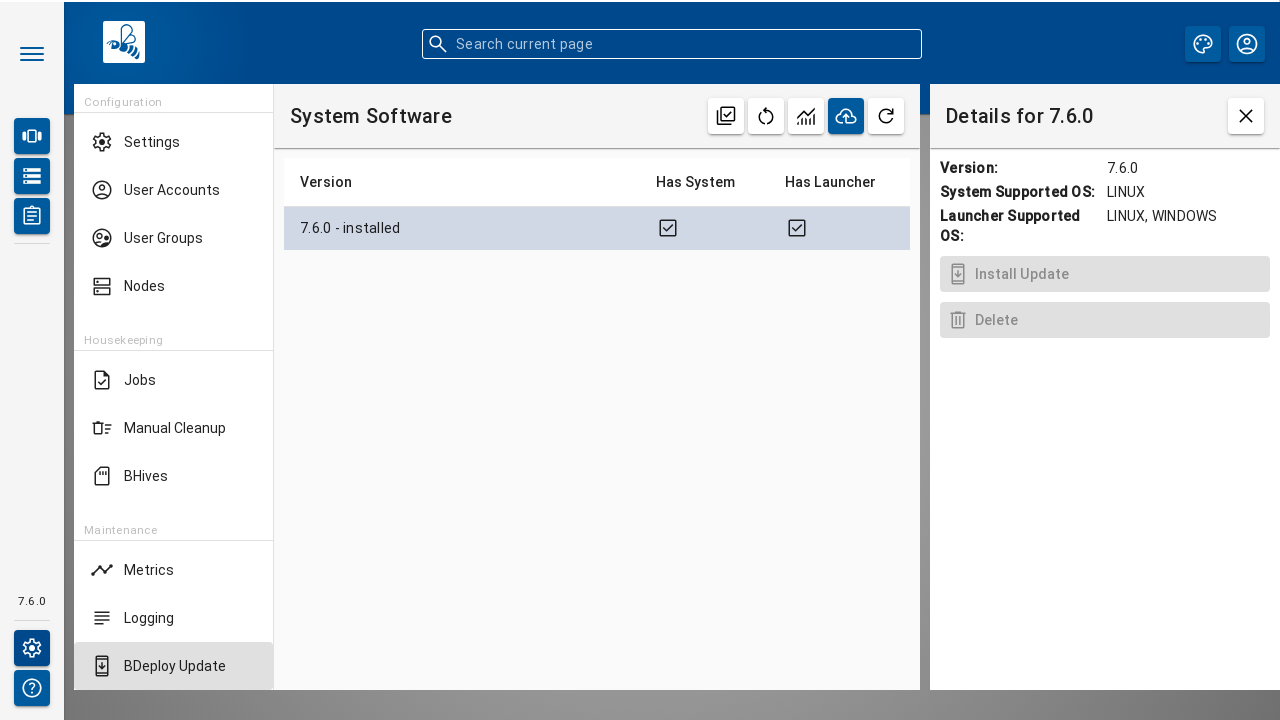 Search current page
Configuration
Settings
User Accounts
User Groups
Nodes
Housekeeping
Jobs
Manual Cleanup
BHives
Maintenance
Metrics
Logging
BDeploy Update
7.6.0
System Software
Version Has System Has Launcher
7.6.0 - installed
Details for 7.6.0
Version: 7.6.0
System Supported OS: LINUX
Launcher Supported LINUX, WINDOWS
OS:
Install Update
Delete